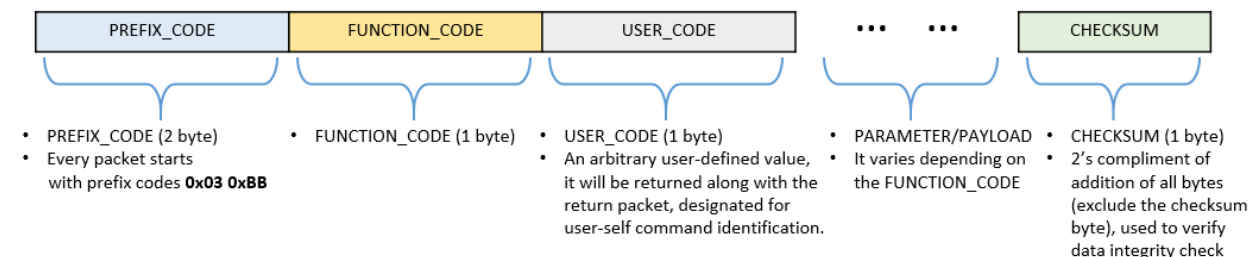 PREFIX_CODE
FUNCTION_CODE
USER_CODE
... ...
CHECKSUM
• PREFIX_CODE (2 byte)
• Every packet starts
with prefix codes 0x03 0xBB
• FUNCTION_CODE (1 byte)
• USER_CODE (1 byte)
• An arbitrary user-defined value,
it will be returned along with the
return packet, designated for
user-self command identification.
• PARAMETER/PAYLOAD
• It varies depending on
the FUNCTION_CODE
• CHECKSUM (1 byte)
• 2's compliment of
addition of all bytes
(exclude the checksum
byte), used to verify
data integrity check